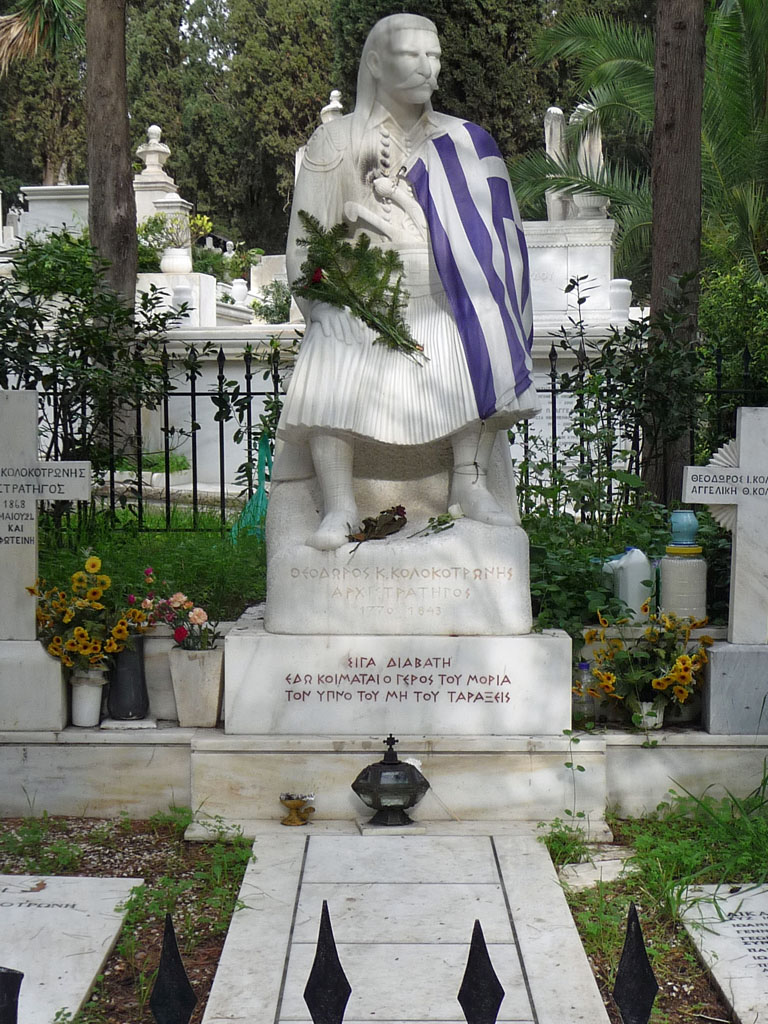 ΚΟΛΟΚΟΤΡΩΝΗΣ
ΣΤΡΑΤΗΓΟΣ
1868
ΚΑΙ
ΦΩΤΕΙΝΗ
ΘΕΟΔΩΡΟΣ Κ. ΚΟΛΟΚΟΤΡΩΝΗΣ
ΑΡΧΙΣΤΡΑΤΗΓΟΣ
1770 1843
ΣΙΓΑ ΔΙΑΒΑΤΗ
ΕΔΩ ΚΟΙΜΑΤΑΙ Ο ΓΕΡΟΣ ΤΟΥ ΜΟΡΙΑ
ΤΟΝ ΥΠΝΟ ΤΟΥ ΜΗ ΤΟΥ ΤΑΡΑΞΕΙΣ
ΘΕΟΔΩΡΟΣ Ι. ΚΟΛ
ΑΓΓΕΛΙΚΗ Θ. ΚΟΛ